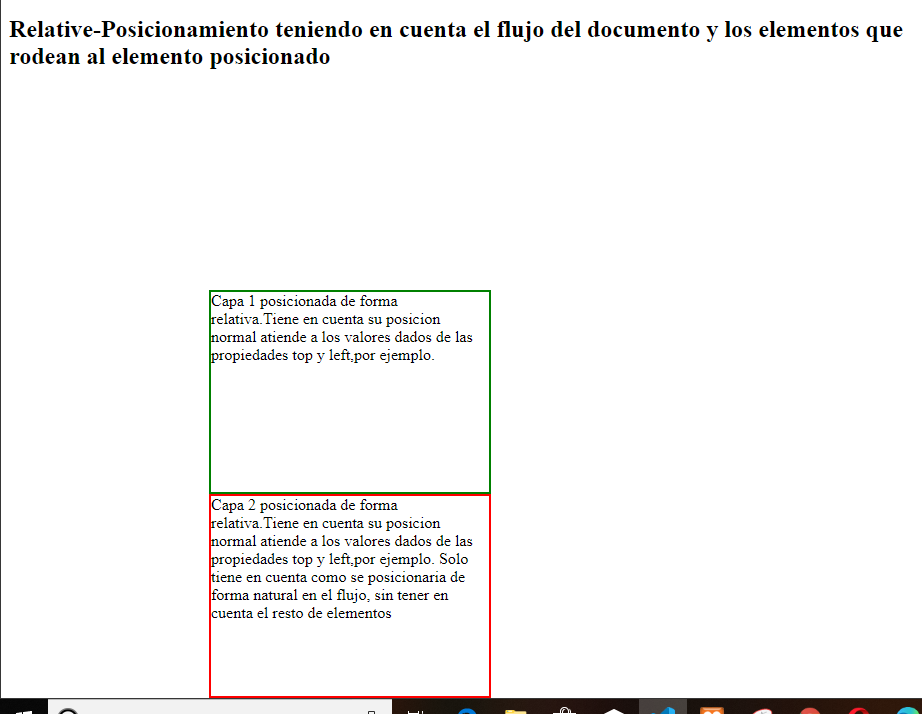 Relative-Posicionamiento teniendo en cuenta el flujo del documento y los elementos que
rodean al elemento posicionado
Capa 1 posicionada de forma
relativa.Tiene en cuenta su posicion
normal atiende a los valores dados de las
propiedades top y left,por ejemplo.
Capa 2 posicionada de forma
relativa.Tiene en cuenta su posicion
normal atiende a los valores dados de las
propiedades top y left,por ejemplo. Solo
tiene en cuenta como se posicionaria de
forma natural en el flujo, sin tener en
cuenta el resto de elementos